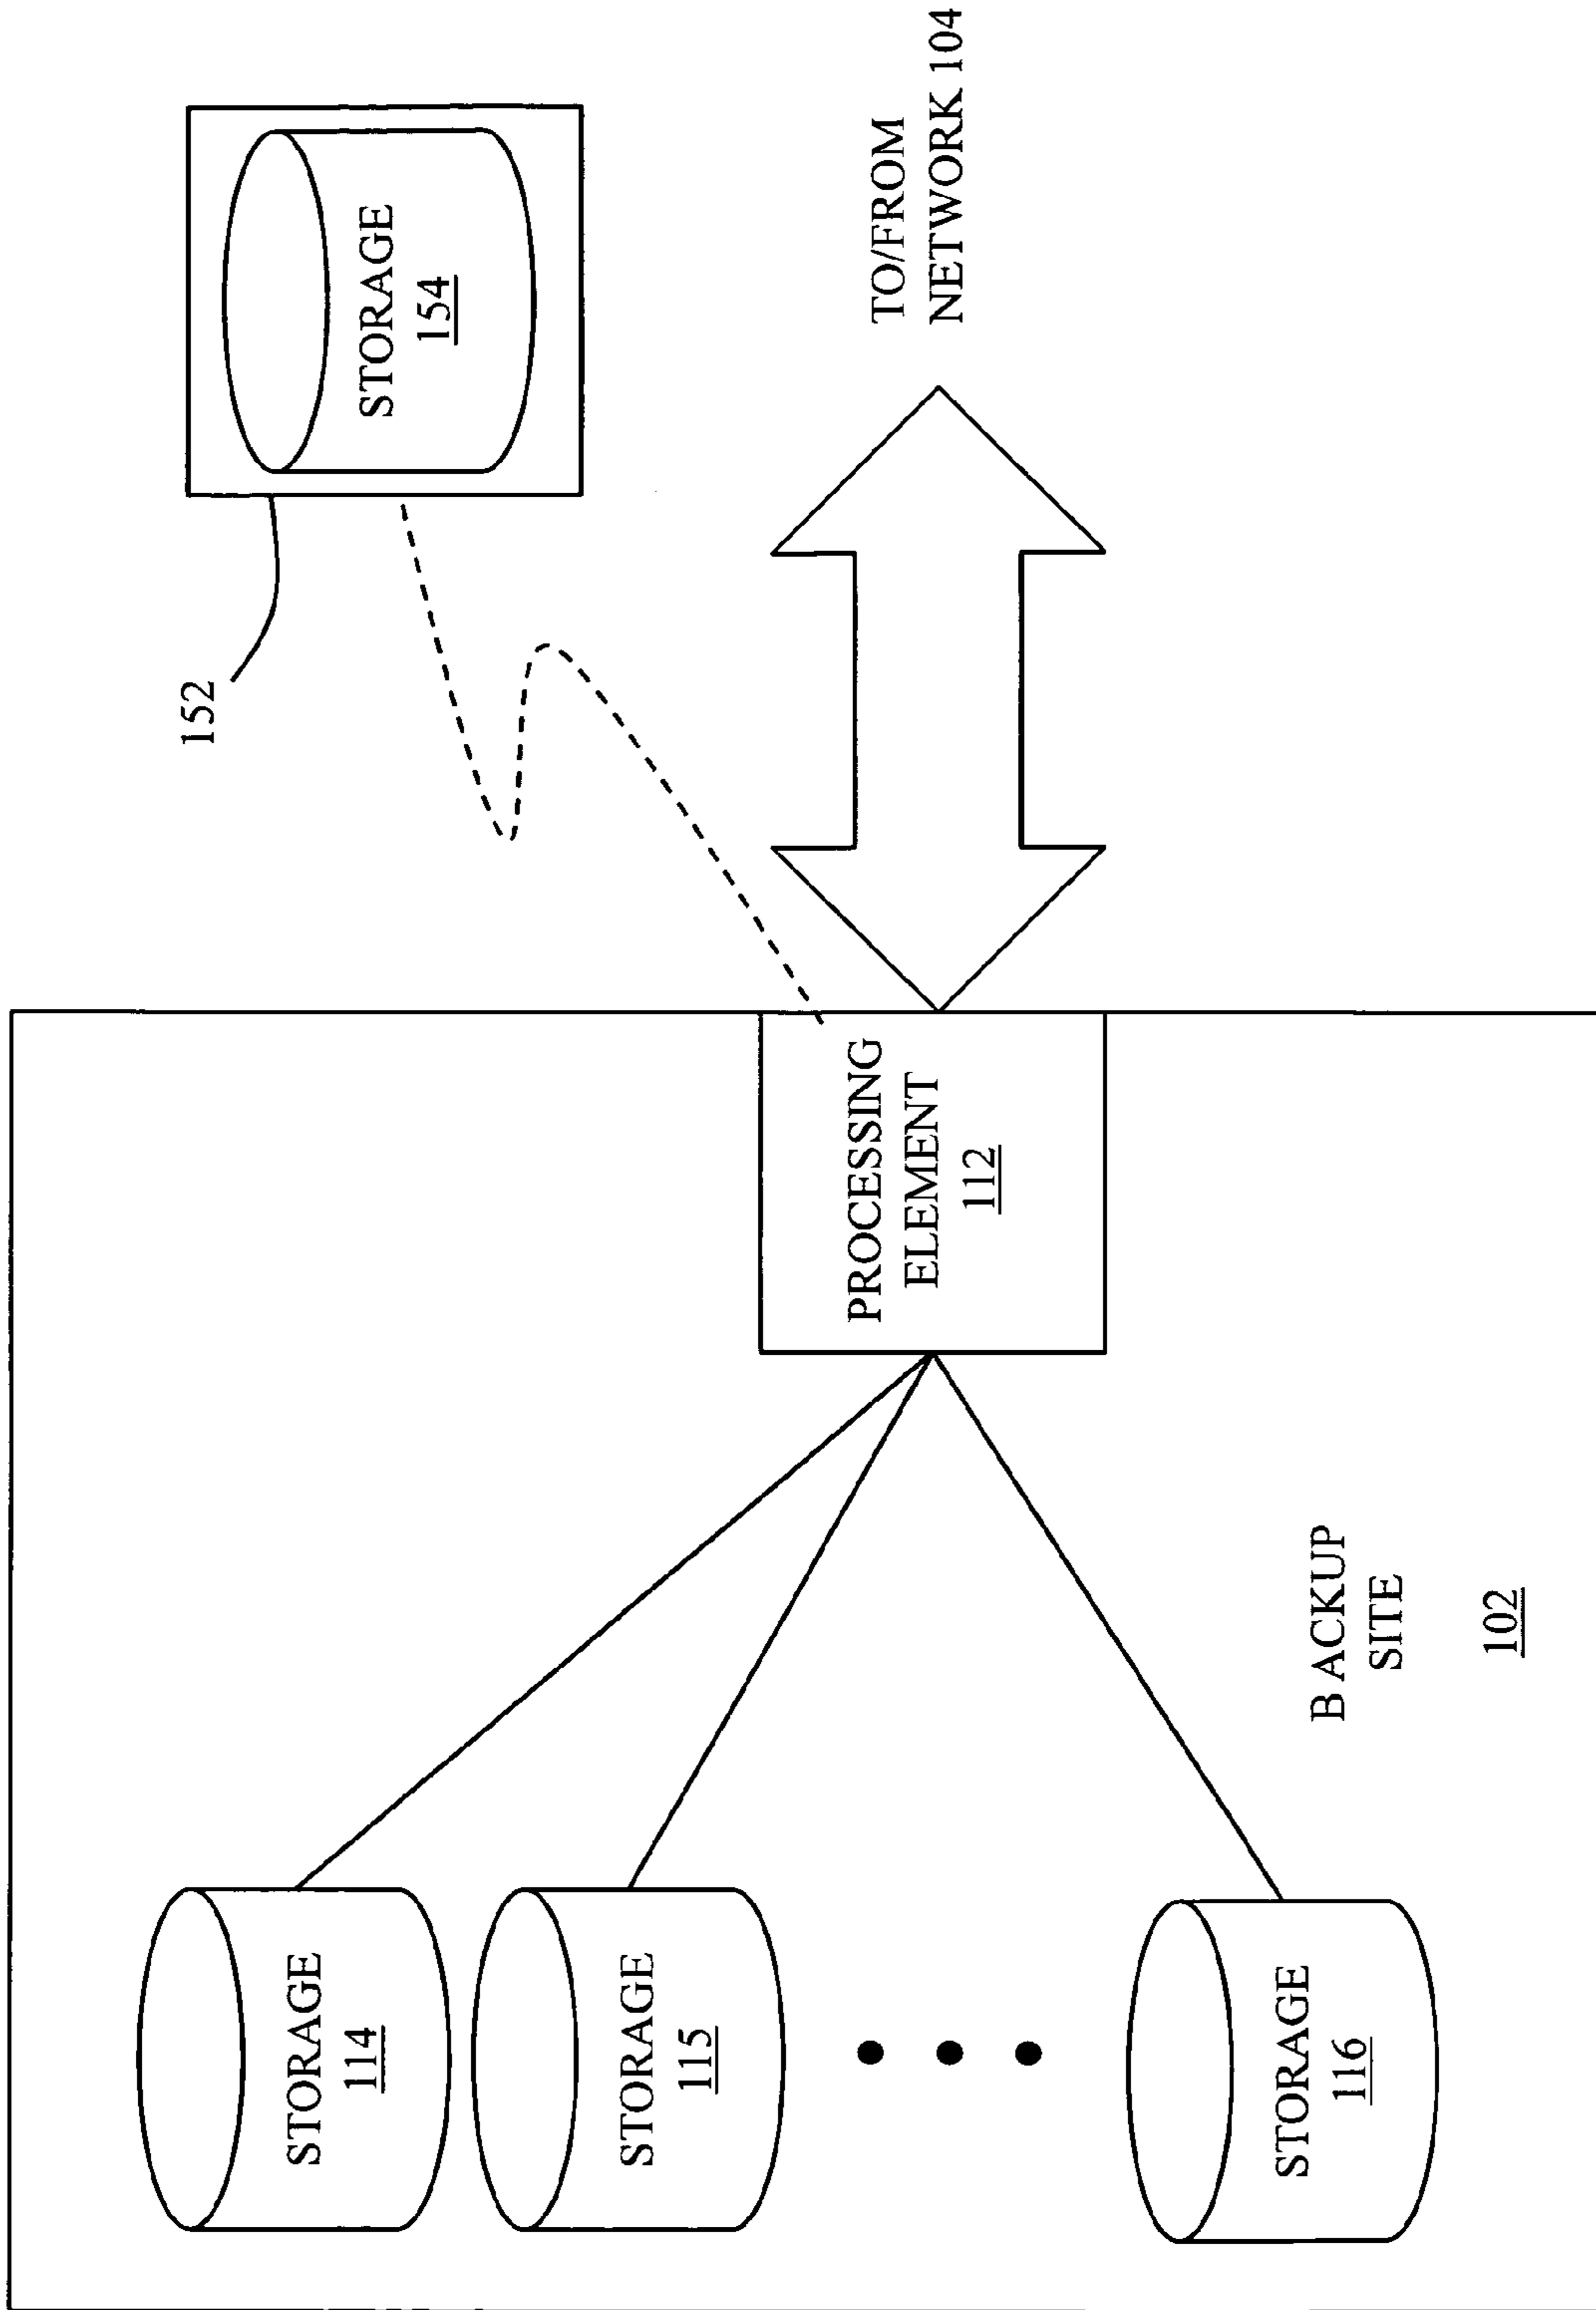 STORAGE
114
STORAGE
115
STORAGE
116
B ACKUP
SITE
102
PROCESSING
ELEMENT
112
152
STORAGE
154
TO/FROM
NETWORK 104